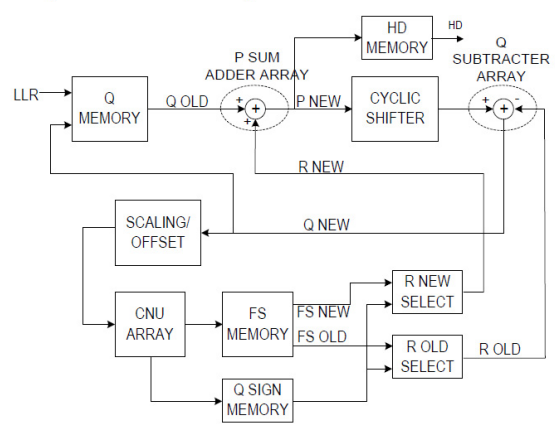 HD
MEMORY
HD
P SUM
ADDER ARRAY
Q
SUBTRACTER
ARRAY
LLR
Q
MEMORY
Q OLD
+
+
+
P NEW
CYCLIC
SHIFTER
+
+
-
R NEW
SCALING/
OFFSET
Q NEW
CNU
ARRAY
FS
MEMORY
FS NEW
FS OLD
R NEW
SELECT
R OLD
SELECT
R OLD
Q SIGN
MEMORY